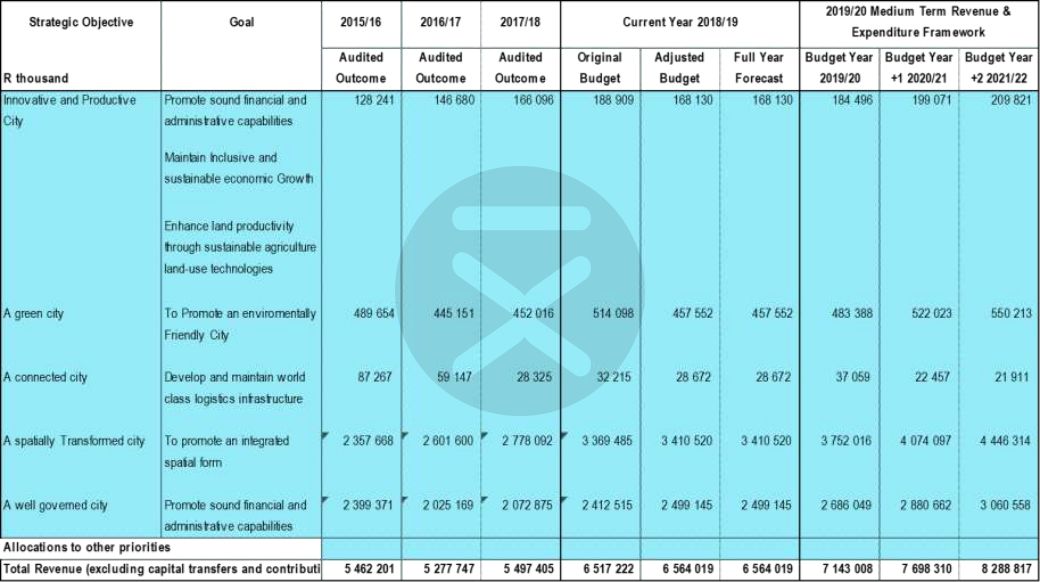 Strategic Objective Goal 2015/16 2016/17 2017/18 Current Year 2018/19 2019/20 Medium Term Revenue &
Expenditure Framework
Audited Audited Audited Original Adjusted Full Year Budget Year Budget Year Budget Year
R thousand Outcome Outcome Outcome Budget Budget Forecast 2019/20 +1 2020/21 +2 2021/22
Innovative and Productive Promote sound financial and 128 241 146 680 166 096 188 909 168 130 168 130 184 496 199 071 209 821
City administrative capabilities
Maintain Inclusive and
sustainable economic Growth
Enhance land productivity
through sustainable agriculture
land-use technologies
A green city To Promote an enviromentally 489 654 445 151 452 016 514 098 457 552 457 552 483 388 522 023 550 213
Friendly City
A connected city Develop and maintain world 87 267 59 147 28 325 32 215 28 672 28 672 37 059 22 457 21 911
class logistics infrastructure
A spatially Transformed city To promote an integrated 2 357 668 2 601 600 2 778 092 3 369 485 3 410 520 3 410 520 3 752 016 4 074 097 4 446 314
spatial form
A well governed city Promote sound financial and 2 399 371 2 025 169 2 072 875 2 412 515 2 499 145 2 499 145 2 686 049 2 880 662 3 060 558
administrative capabilities
Allocations to other priorities
Total Revenue (excluding capital transfers and contributi 5 462 201 5 277 747 5 497 405 6 517 222 6 564 019 6 564 019 7 143 008 7 698 310 8 288 817